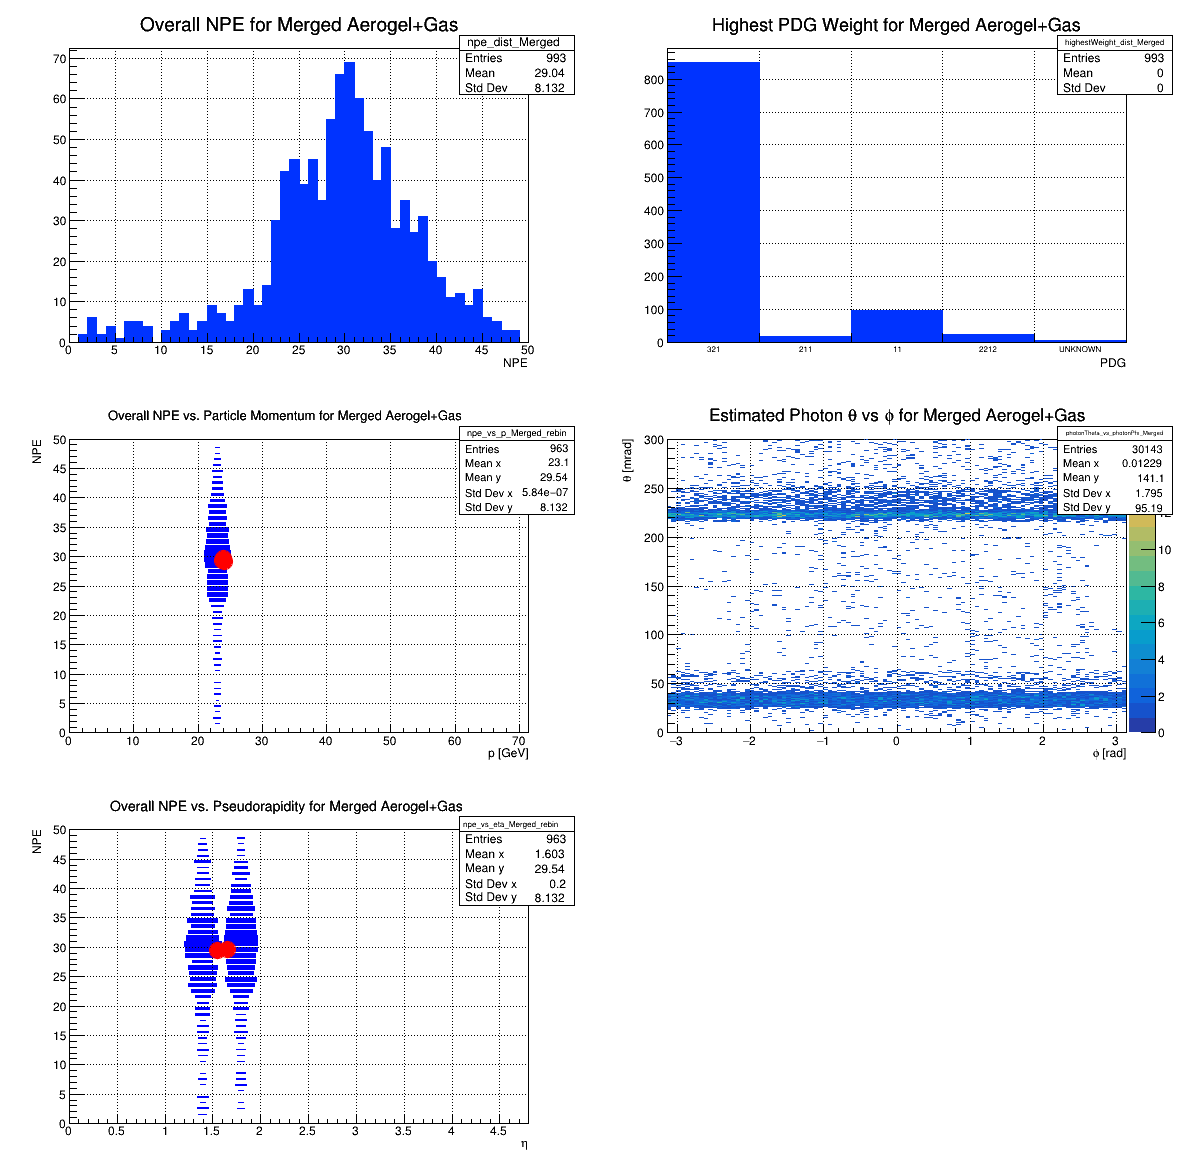 Overall NPE for Merged Aerogel+Gas
npe_dist_Merged
Entries 993
Mean 29.04
Std Dev 8.132
70
60
50
40
30
20
10
0
0 5 10 15 20 25 30 35 40 45 50
NPE
Highest PDG Weight for Merged Aerogel+Gas
highestWeight_dist_Merged
Entries 993
Mean 0
Std Dev 0
800
700
600
500
400
300
200
100
0
321 211 11 2212 UNKNOWN
PDG
Overall NPE vs. Particle Momentum for Merged Aerogel+Gas
npe_vs_p_Merged_rebin
Entries 963
Mean x 23.1
Mean y 29.54
Std Dev x 5.84e−07
Std Dev y 8.132
NPE
50
45
40
35
30
25
20
15
10
5
0
0 10 20 30 40 50 60 70
p [GeV]
Estimated Photon θ vs ϕ for Merged Aerogel+Gas
photonTheta_vs_photonPhi_Merged
Entries 30143
Mean x 0.01229
Mean y 141.1
Std Dev x 1.795
Std Dev y 95.19
θ [mrad]
300
250
200
150
100
50
0
−3 −2 −1 0 1 2 3
ϕ [rad]
10
8
6
4
2
0
Overall NPE vs. Pseudorapidity for Merged Aerogel+Gas
npe_vs_eta_Merged_rebin
Entries 963
Mean x 1.603
Mean y 29.54
Std Dev x 0.2
Std Dev y 8.132
NPE
50
45
40
35
30
25
20
15
10
5
0
0 0.5 1 1.5 2 2.5 3 3.5 4 4.5
η